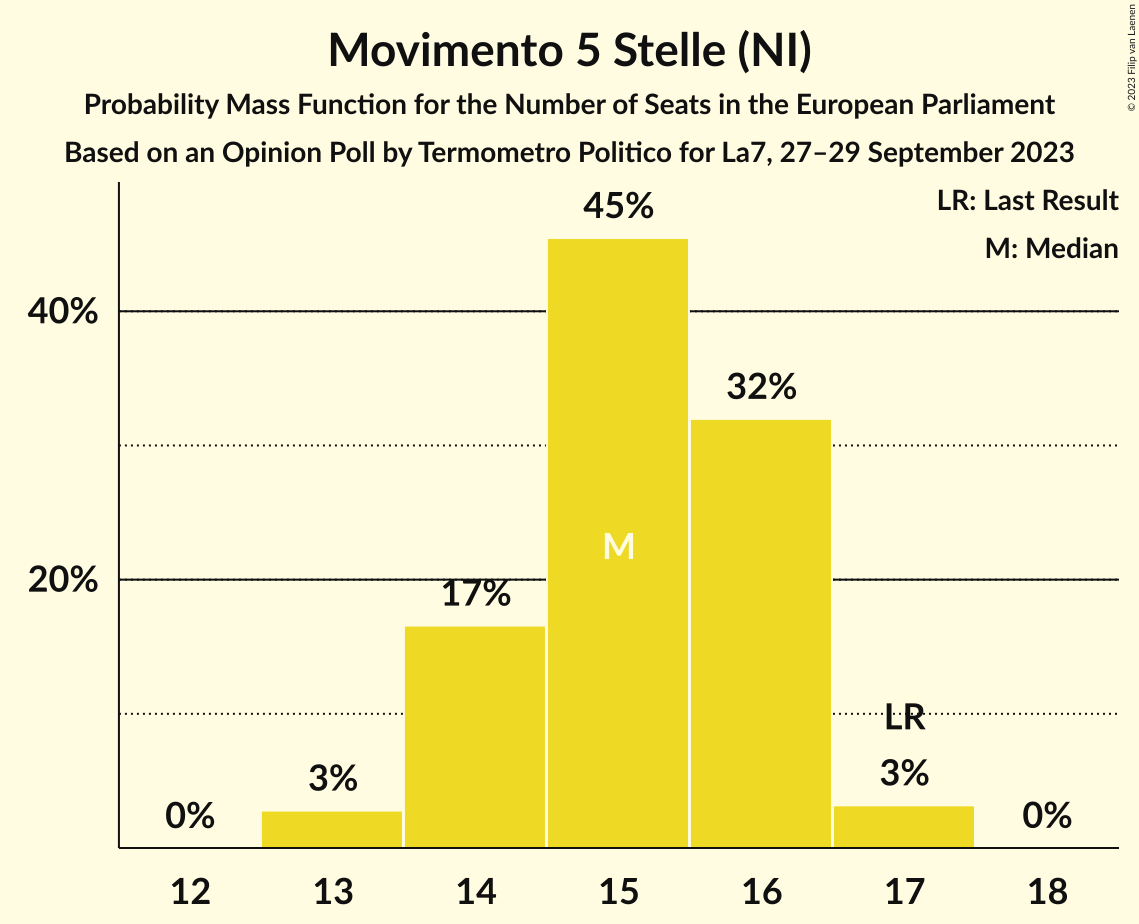 Movimento 5 Stelle (NI)
Probability Mass Function for the Number of Seats in the European Parliament
Based on an Opinion Poll by Termometro Politico for La7, 27–29 September 2023
© 2023 Filip van Laenen
LR: Last Result
M: Median
45%
40%
32%
M
20%
17%
LR
3%
3%
0%
0%
12 13 14 15 16 17 18